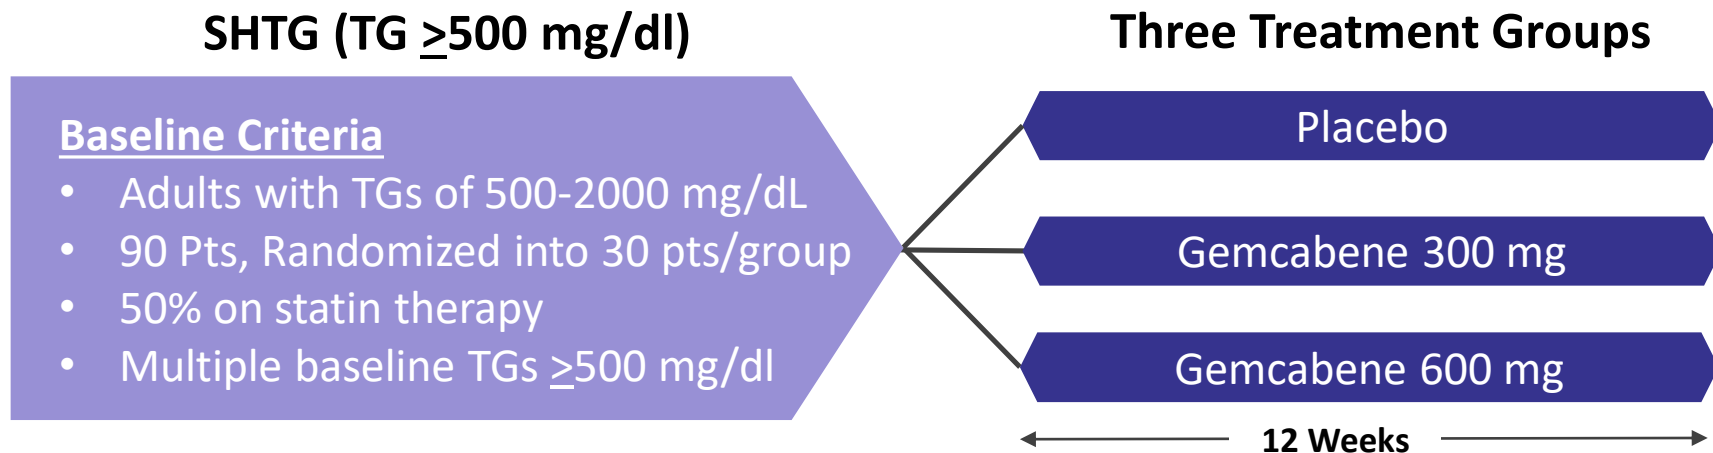 SHTG (TG ≥500 mg/dl)
Baseline Criteria
• Adults with TGs of 500-2000 mg/dL
• 90 Pts, Randomized into 30 pts/group
• 50% on statin therapy
• Multiple baseline TGs ≥500 mg/dl
Three Treatment Groups
Placebo
Gemcabene 300 mg
Gemcabene 600 mg
12 Weeks